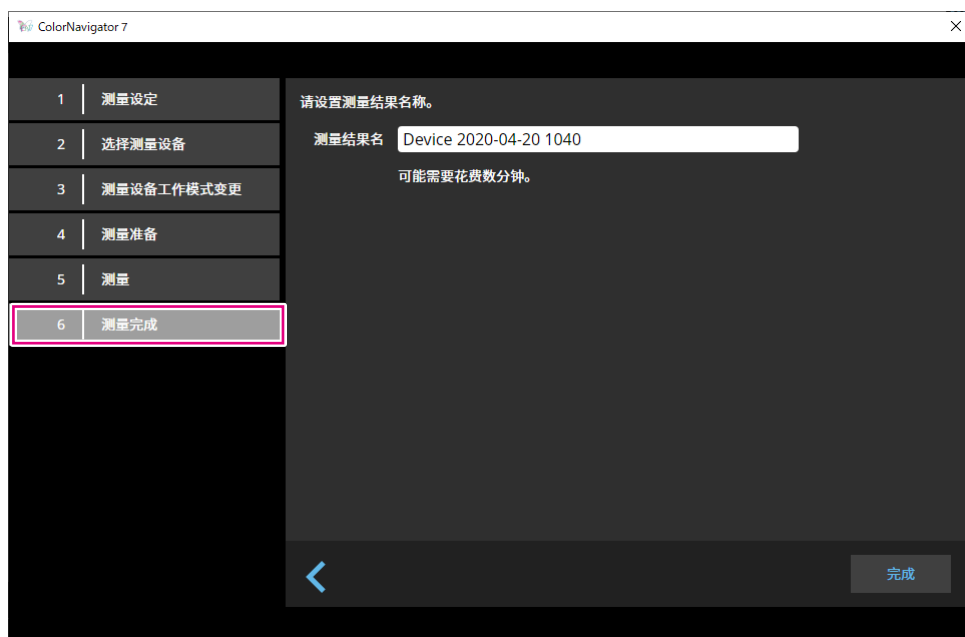 ColorNavigator 7
1 测量设定
2 选择测量设备
3 测量设备工作模式变更
4 测量准备
5 测量
6 测量完成
请设置测量结果名称。
测量结果名 Device 2020-04-20 1040
可能需要花费数分钟。
完成